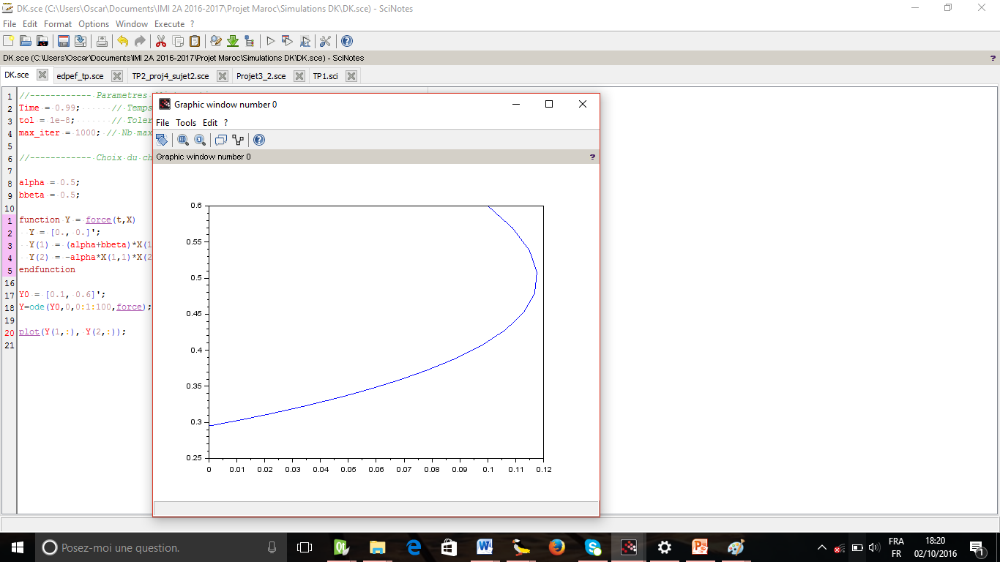 DK.sce (C:\Users\Oscar\Documents\IMI 2A 2016-2017\Projet Maroc\Simulations DK\DK.sce) - SciNotes
File Edit Format Options Window Execute ?
DK.sce (C:\Users\Oscar\Documents\IMI 2A 2016-2017\Projet Maroc\Simulations DK\DK.sce) - SciNotes ?
DK.sce edpef_tp.sce TP2_proj4_sujet2.sce Projet3_2.sce TP1.sci
1 //------------ Parametres
2 Time = 0.99; // Temps
3 tol = 1e-8; // Toler
4 max_iter = 1000; // Nb max
5
6 //------------ Choix du ch
7
8 alpha = 0.5;
9 bbeta = 0.5;
10
1 function Y = force(t,X)
2 Y = [0., 0.]';
3 Y(1) = (alpha+bbeta)*X(1
4 Y(2) = -alpha*X(1,1)*X(2
5 endfunction
16
17 Y0 = [0.1, 0.6]';
18 Y=ode(Y0,0,0:1:100,force);
19
20 plot(Y(1,:), Y(2,:));
21
Graphic window number 0
File Tools Edit ?
Graphic window number 0 ?
0.6
0.55
0.5
0.45
0.4
0.35
0.3
0.25
0 0.01 0.02 0.03 0.04 0.05 0.06 0.07 0.08 0.09 0.1 0.11 0.12
Posez-moi une question.
FRA
FR
18:20
02/10/2016
1